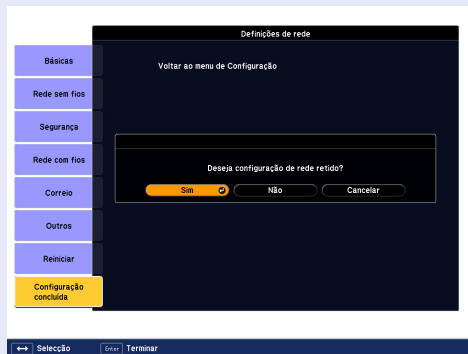 Definições de rede
Básicas
Voltar ao menu de Configuração
Rede sem fios
Segurança
Rede com fios
Deseja configuração de rede retido?
Sim
Não
Cancelar
Correio
Outros
Reiniciar
Configuração
concluída
Selecção
Enter
Terminar